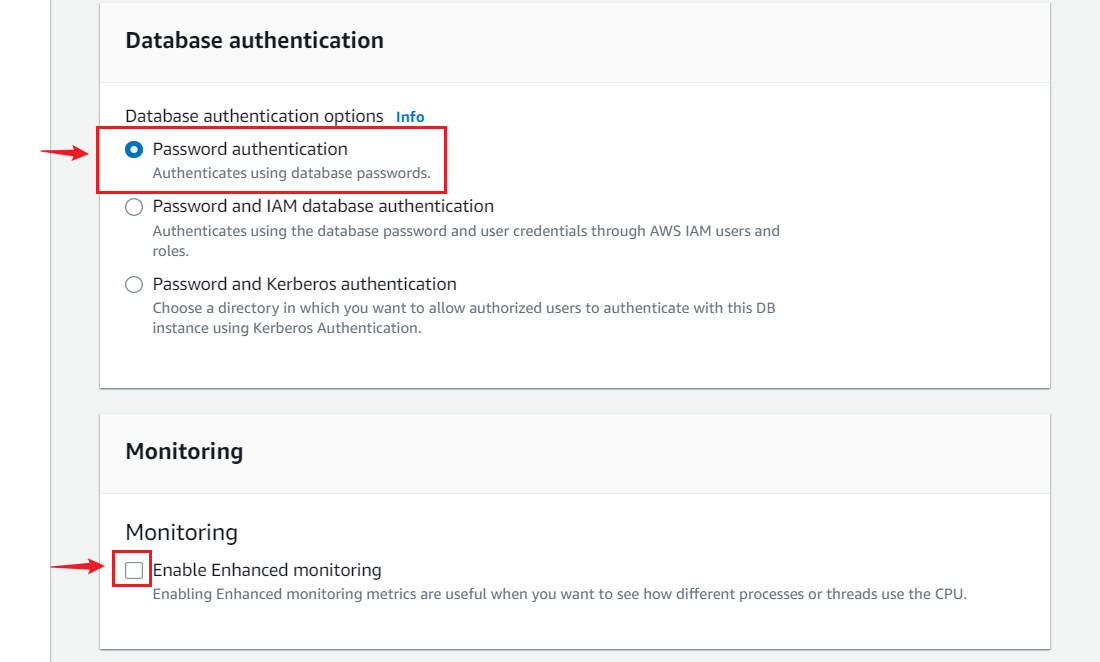 Database authentication
Database authentication options Info
Password authentication
Authenticates using database passwords.
Password and IAM database authentication
Authenticates using the database password and user credentials through AWS IAM users and
roles.
Password and Kerberos authentication
Choose a directory in which you want to allow authorized users to authenticate with this DB
instance using Kerberos Authentication.
Monitoring
Monitoring
Enable Enhanced monitoring
Enabling Enhanced monitoring metrics are useful when you want to see how different processes or threads use the CPU.